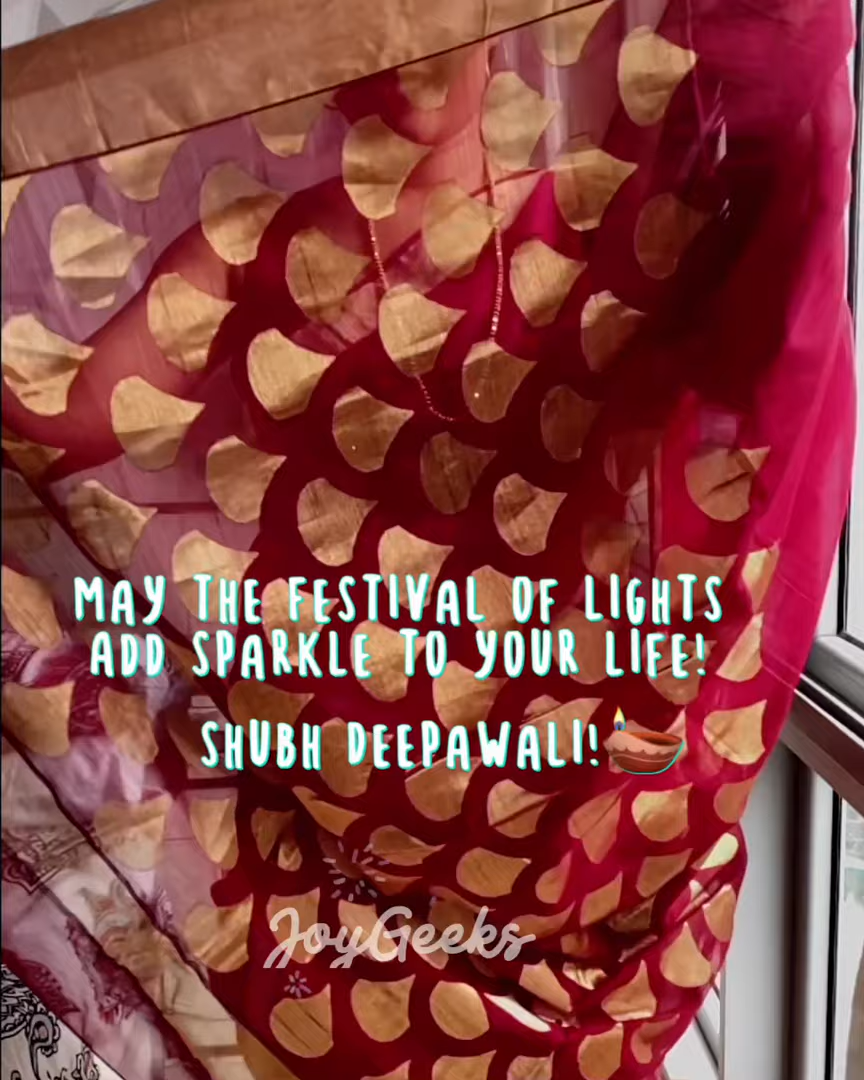 MAY THE FESTIVAL OF LIGHTS
ADD SPARKLE TO YOUR LIFE!
SHUBH DEEPAWALI!
JoyGeeks